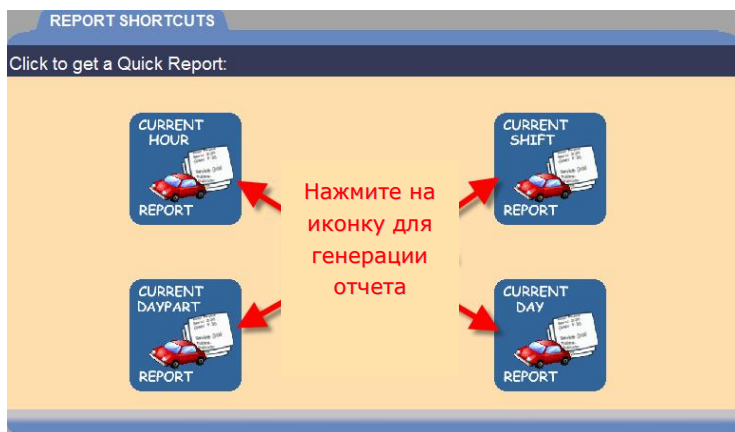 REPORT SHORTCUTS
Click to get a Quick Report:
CURRENT
HOUR
REPORT
CURRENT
SHIFT
REPORT
Нажмите на
иконку для
генерации
отчета
CURRENT
DAYPART
REPORT
CURRENT
DAY
REPORT